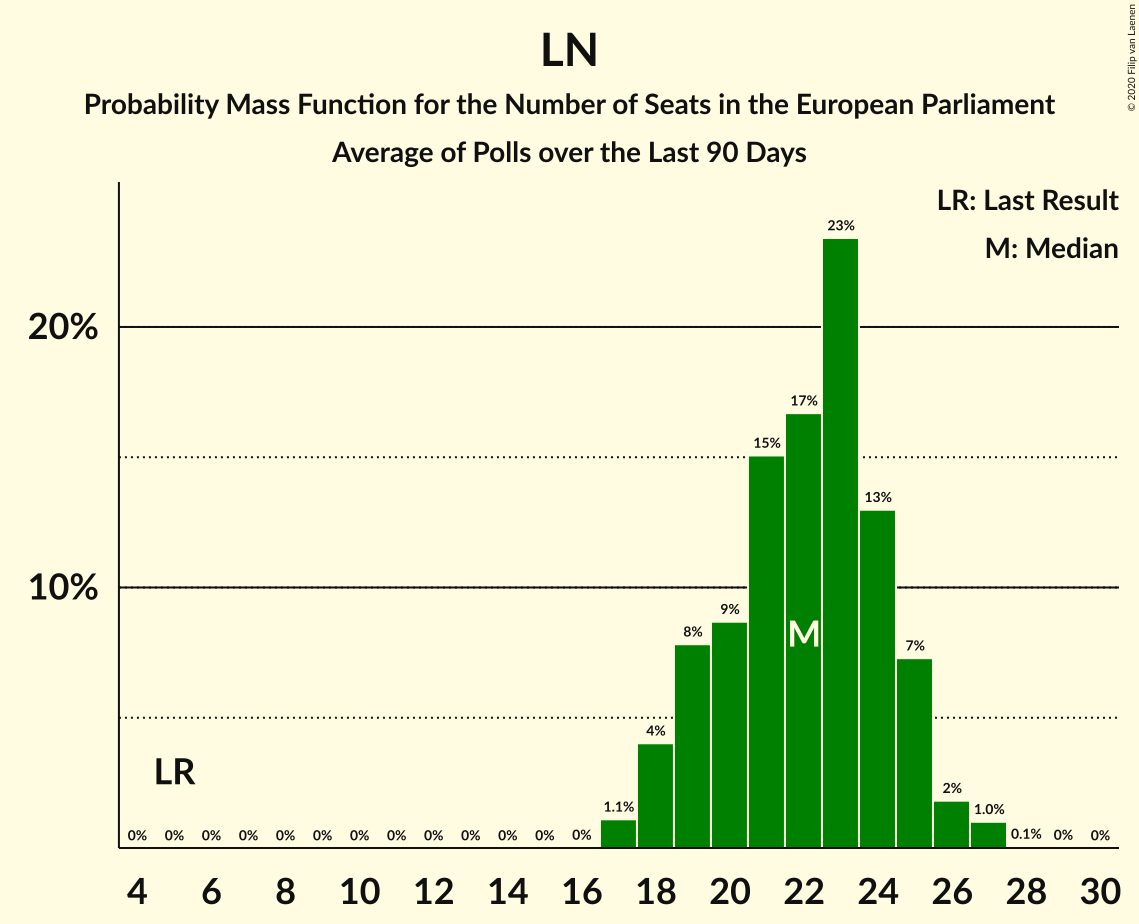 LN
Probability Mass Function for the Number of Seats in the European Parliament
Average of Polls over the Last 90 Days
© 2020 Filip van Laenen
LR: Last Result
M: Median
23%
20%
17%
15%
13%
10%
9%
8%
7%
M
4%
LR
2%
1.1%
1.0%
0% 0% 0% 0% 0% 0% 0% 0% 0% 0% 0% 0% 0% 0.1% 0% 0%
4 6 8 10 12 14 16 18 20 22 24 26 28 30